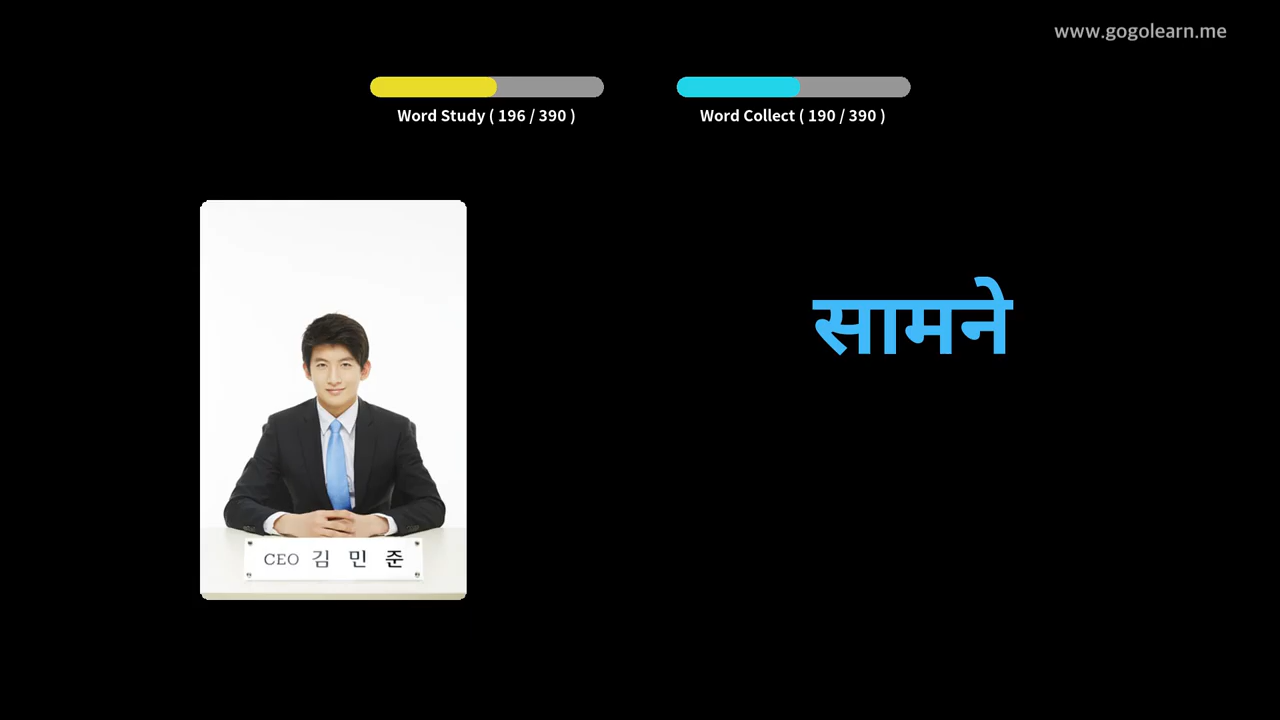 www.gogolearn.me
Word Study ( 196 / 390 )
Word Collect ( 190 / 390 )
सामने
CEO 김 민 준